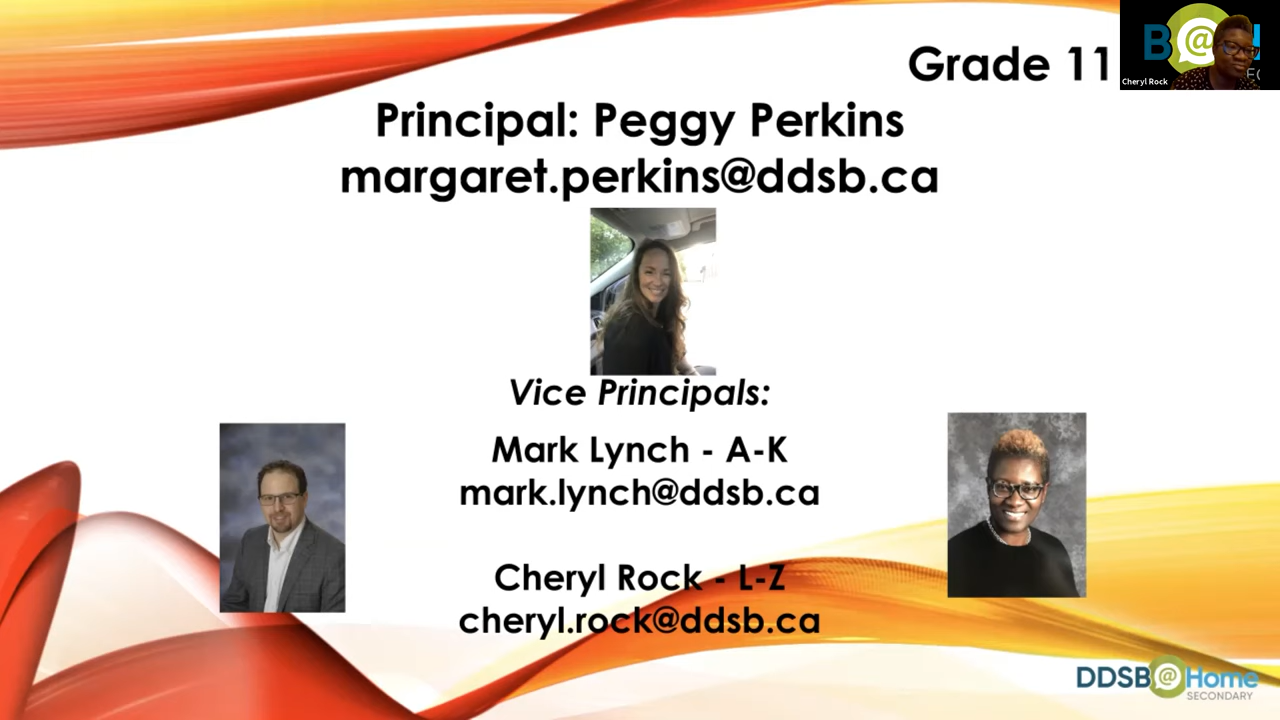 Grade 11
Cheryl Rock
Principal: Peggy Perkins
margaret.perkins@ddsb.ca
Vice Principals:
Mark Lynch - A-K
mark.lynch@ddsb.ca
Cheryl Rock - L-Z
cheryl.rock@ddsb.ca
DDSB@Home
SECONDARY